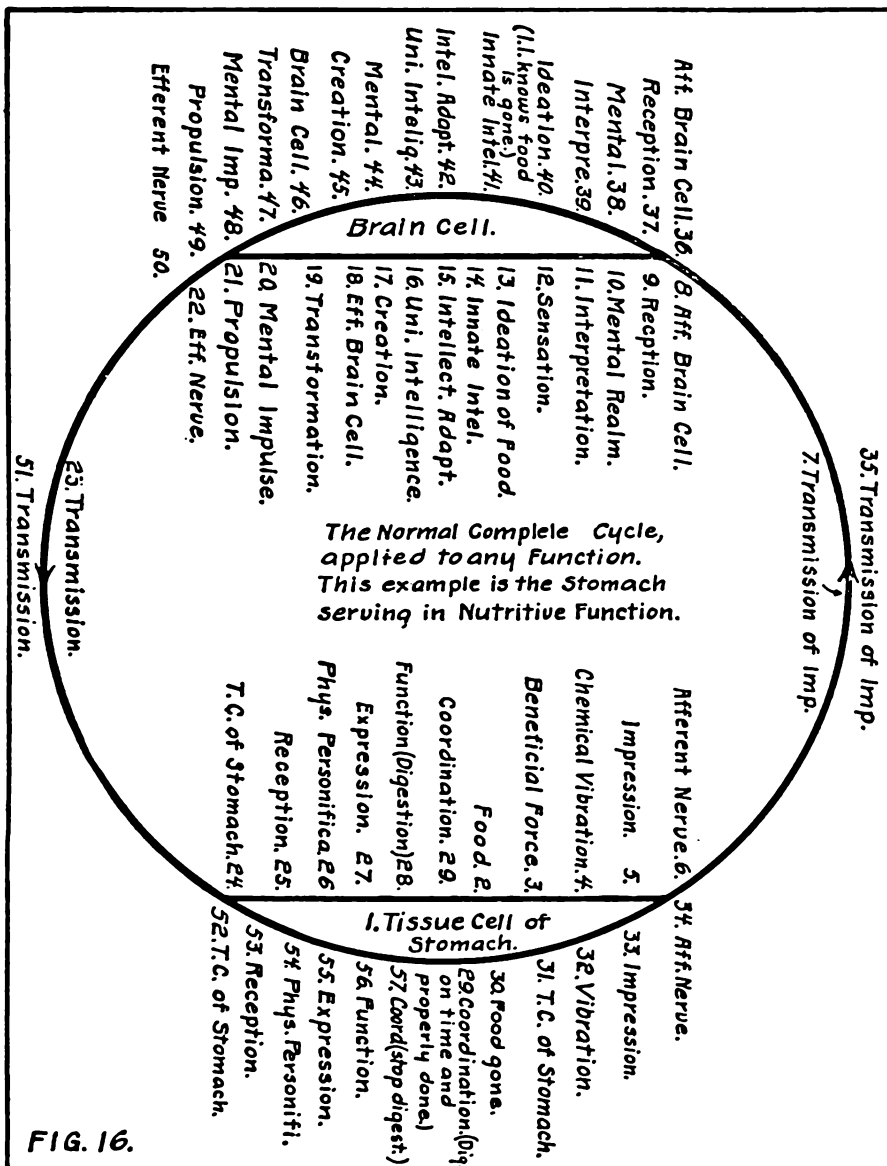 Aff. Brain Cell.36.
Reception.37.
Mental.38.
Interpre.39.
Ideation.40.
(I.I.knows food
is gone.)
Innate Intel.41.
Intel. Adapt.42.
Uni. Intelig.43.
Mental.44.
Creation.45.
Brain Cell.46.
Transforma.47.
Mental Imp.48.
Propulsion.49.
Efferent Nerve 50.
Brain Cell.
8. Aff. Brain Cell.
9. Recption.
10. Mental Realm.
11. Interpretation.
12. Sensation.
13. Ideation of Food.
14. Innate Intel.
15. Intellect. Adapt.
16. Uni. Intelligence.
17. Creation.
18. Eff. Brain Cell.
19. Transformation.
20. Mental Impulse.
21. Propulsion.
22. Eff. Nerve.
35. Transmission of Imp.
7. Transmission of Imp.
23. Transmission.
51. Transmission.
The Normal Complele Cycle,
applied to any Function.
This example is the Stomach
serving in Nutritive Function.
Afferent Nerve.6.
Impression. 5.
Chemical Vibration.4.
Beneficial Force. 3.
Food. 2.
Coordination. 29.
Function(Digestion)28.
Expression. 27.
Phys. Personifica.26
Reception. 25.
T.C. of Stomach.24.
1. Tissue Cell of
Stomach.
34. Aff. Nerve.
33. Impression.
32. Vibration.
31. T.C. of Stomach.
30. Food gone.
29. Coordination.(Dig
on time and
properly done.)
57. Coord(stop digest.)
56. Function.
55. Expression.
54. Phys. Personifi.
53. Reception.
52. T.C. of Stomach.
FIG. 16.